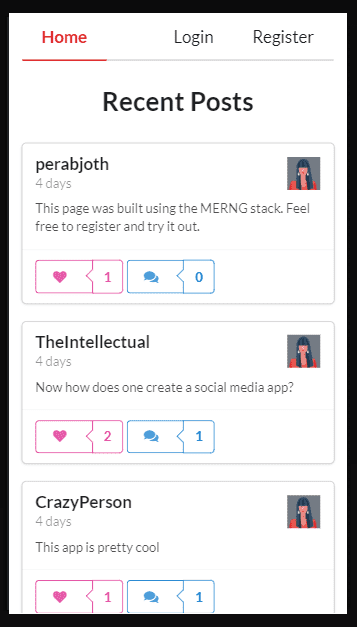 Home Login Register
Recent Posts
perabjoth
4 days
This page was built using the MERNG stack. Feel
free to register and try it out.
1 0
TheIntellectual
4 days
Now how does one create a social media app?
2 1
CrazyPerson
4 days
This app is pretty cool
1 1